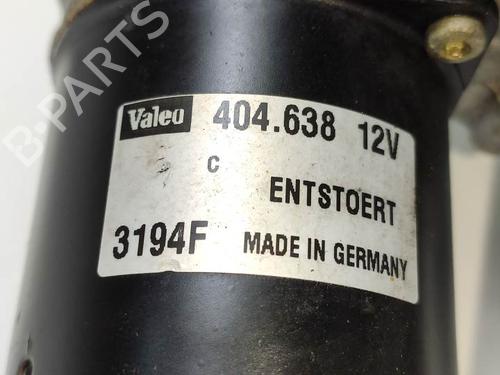 B-PARTS
Valeo 404.638 12V
C
ENTSTOERT
3194F MADE IN GERMANY